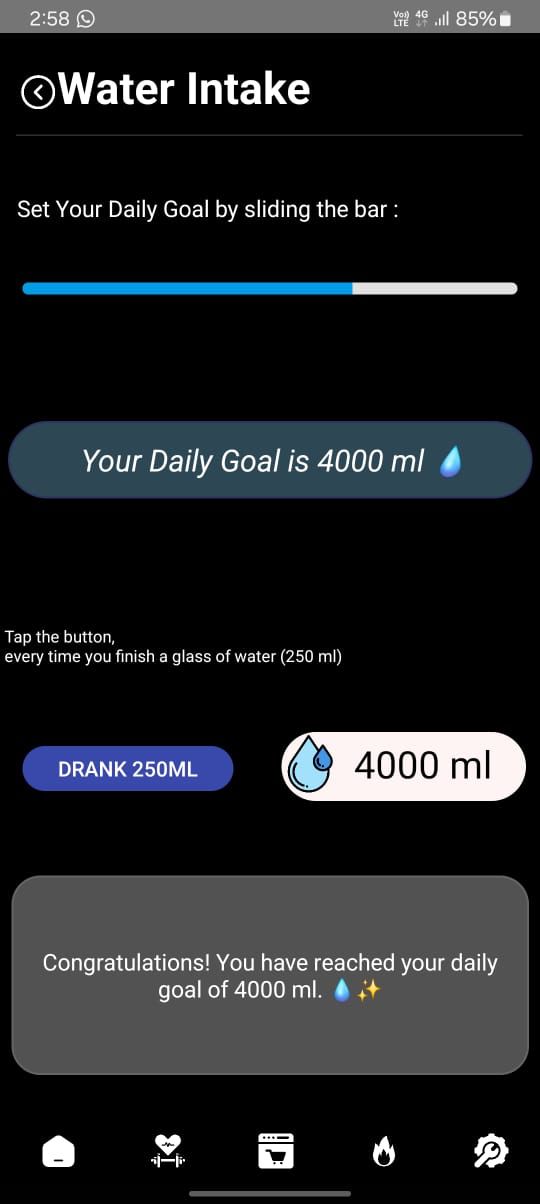 2:58
Vo)) LTE 4G 85%
Water Intake
Set Your Daily Goal by sliding the bar :
Your Daily Goal is 4000 ml 💧
Tap the button,
every time you finish a glass of water (250 ml)
DRANK 250ML
4000 ml
Congratulations! You have reached your daily
goal of 4000 ml. 💧✨